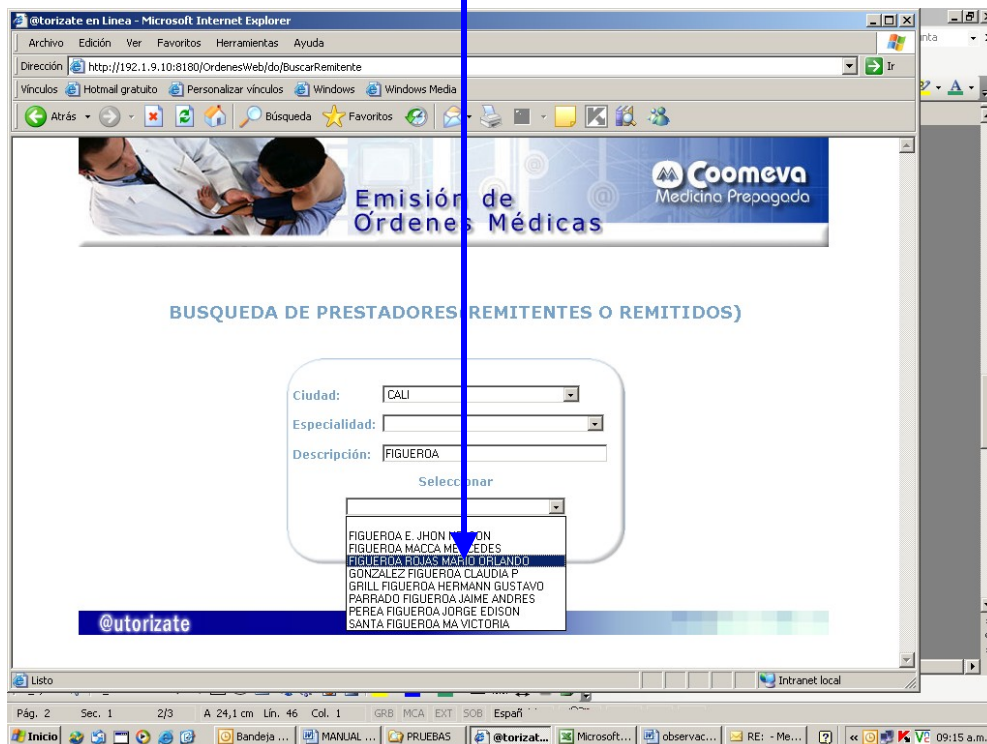 @torizate en Linea - Microsoft Internet Explorer
Archivo Edición Ver Favoritos Herramientas Ayuda
Dirección http://192.1.9.10:8180/OrdenesWeb/do/BuscarRemitente Ir
Vínculos Hotmail gratuito Personalizar vínculos Windows Windows Media
Atrás Búsqueda Favoritos
Emisión de
Órdenes Médicas
Coomeva
Medicina Prepagada
BUSQUEDA DE PRESTADORES(REMITENTES O REMITIDOS)
Ciudad: CALI
Especialidad:
Descripción: FIGUEROA
Seleccionar
FIGUEROA E. JHON
FIGUEROA MACCA MERCEDES
FIGUEROA ROJAS MARIO ORLANDO
GONZALEZ FIGUEROA CLAUDIA P
GRILL FIGUEROA HERMANN GUSTAVO
PARRADO FIGUEROA JAIME ANDRES
PEREA FIGUEROA JORGE EDISON
SANTA FIGUEROA MA VICTORIA
@utorizate
Listo Intranet local
Pág. 2 Sec. 1 2/3 A 24,1 cm Lín. 46 Col. 1 GRB MCA EXT SOB Españ
Inicio Bandeja ... MANUAL ... PRUEBAS @torizat... Microsoft... observac... RE: - Me... 09:15 a.m.